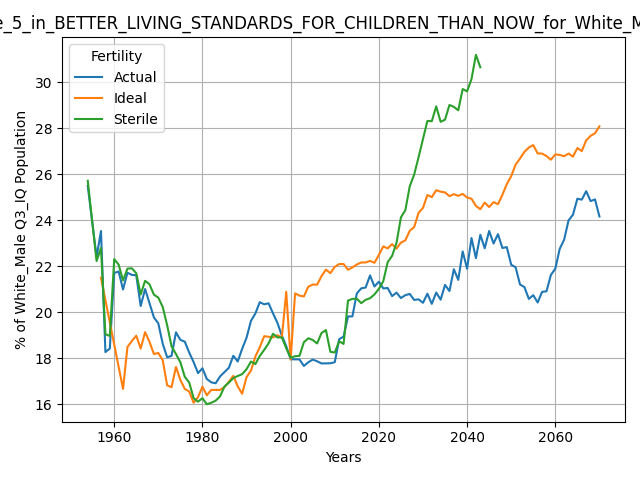 e_5_in_BETTER_LIVING_STANDARDS_FOR_CHILDREN_THAN_NOW_for_White_M
Fertility
Actual
Ideal
Sterile
% of White_Male Q3_IQ Population
30
28
26
24
22
20
18
16
1960 1980 2000 2020 2040 2060
Years